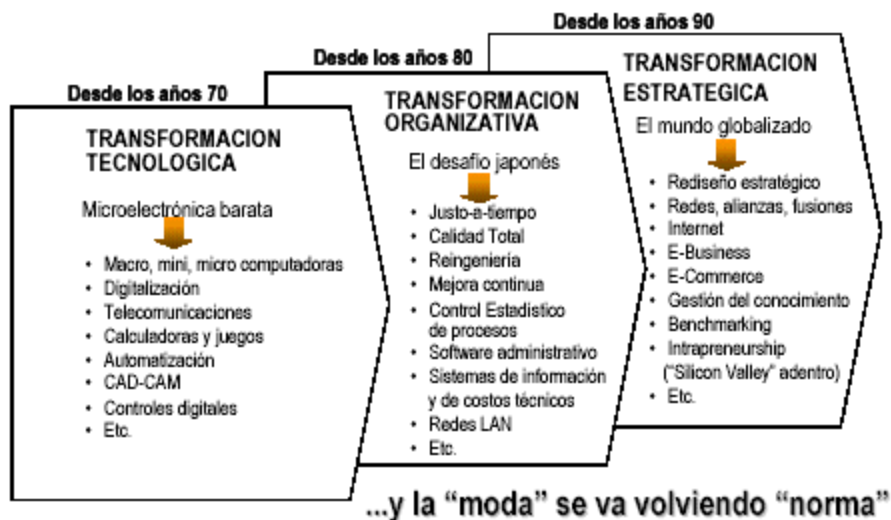 Desde los años 70
TRANSFORMACION
TECNOLOGICA
Microelectrónica barata
• Macro, mini, micro computadoras
• Digitalización
• Telecomunicaciones
• Calculadoras y juegos
• Automatización
• CAD-CAM
• Controles digitales
• Etc.
Desde los años 80
TRANSFORMACION
ORGANIZATIVA
El desafío japonés
• Justo-a-tiempo
• Calidad Total
• Reingeniería
• Mejora continua
• Control Estadístico
de procesos
• Software administrativo
• Sistemas de información
y de costos técnicos
• Redes LAN
• Etc.
Desde los años 90
TRANSFORMACION
ESTRATEGICA
El mundo globalizado
• Rediseño estratégico
• Redes, alianzas, fusiones
• Internet
• E-Business
• E-Commerce
• Gestión del conocimiento
• Benchmarking
• Intrapreneurship
("Silicon Valley" adentro)
• Etc.
...y la “moda” se va volviendo “norma”